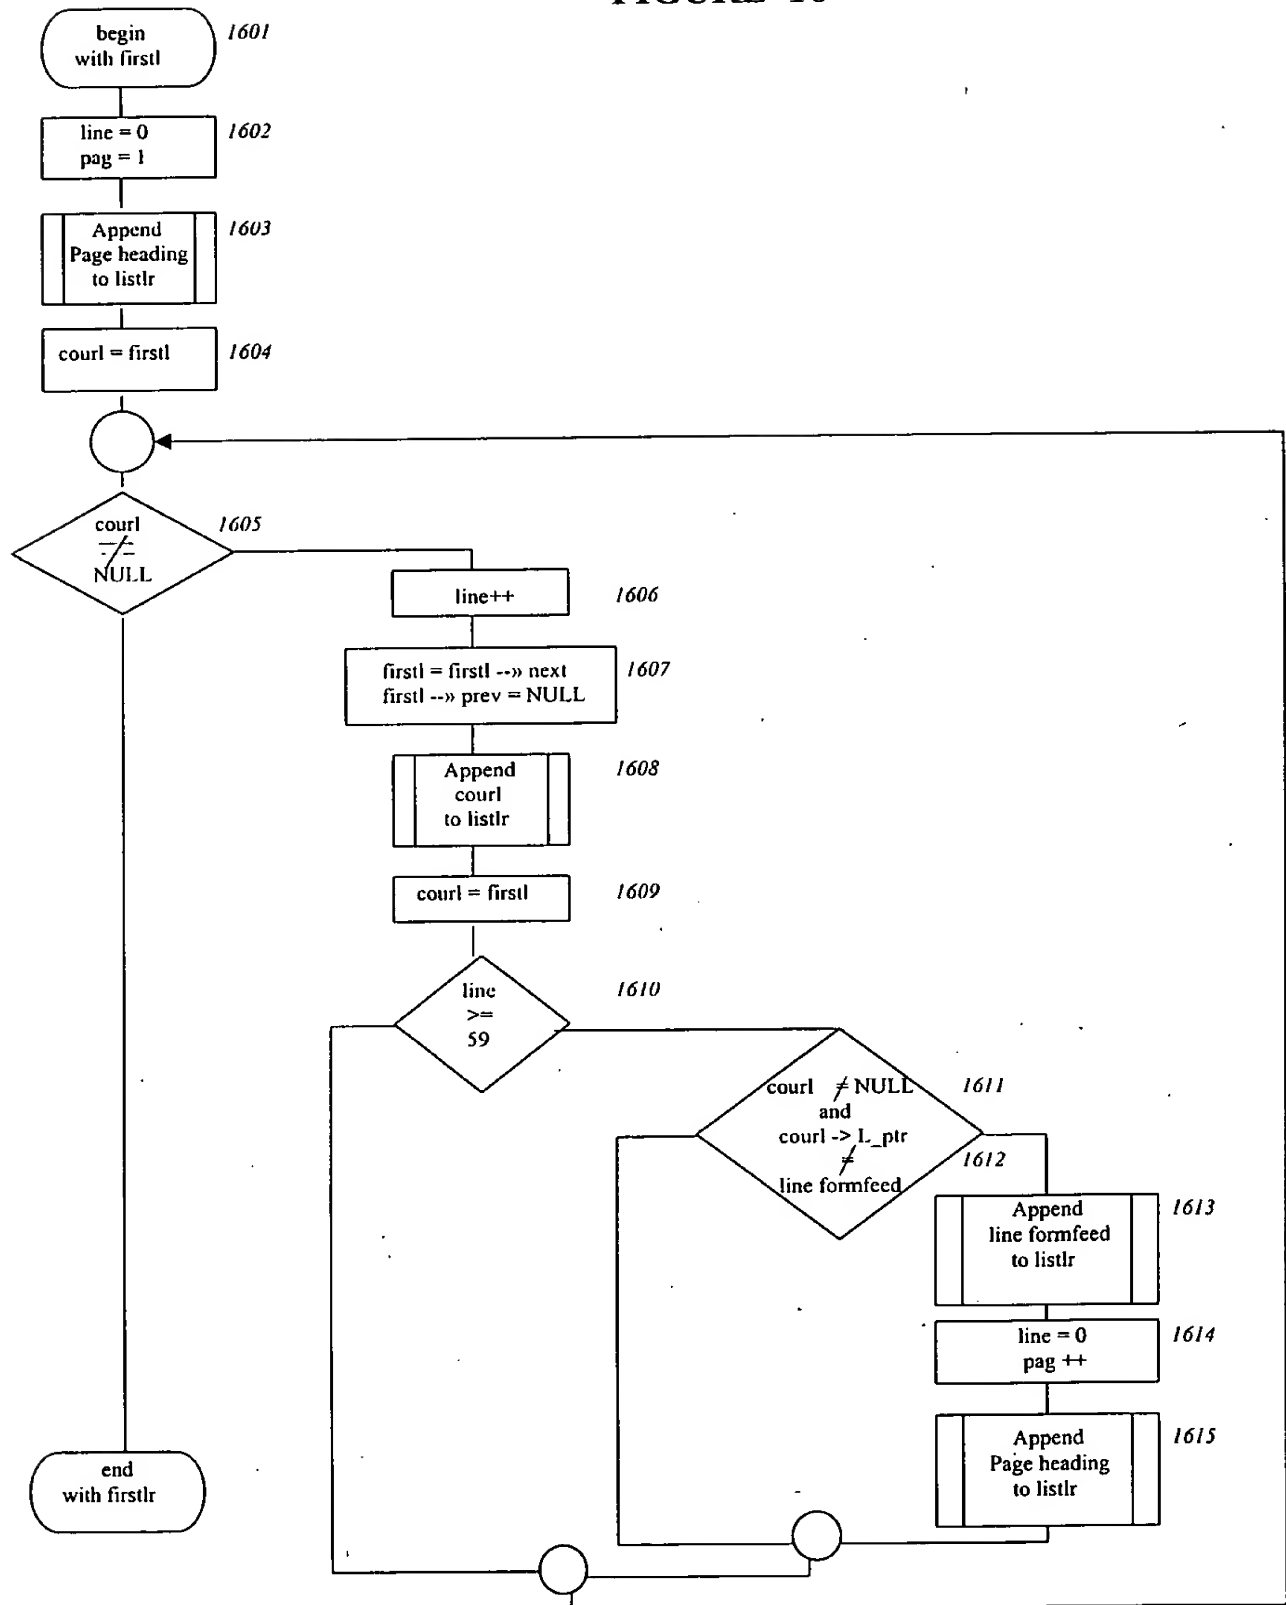 begin
with firstl
1601
line = 0
pag = 1
1602
Append
Page heading
to listlr
1603
courl = firstl
1604
courl
≠
NULL
1605
line++
1606
firstl = firstl --» next
firstl --» prev = NULL
1607
Append
courl
to listlr
1608
courl = firstl
1609
line
>=
59
1610
courl ≠ NULL
and
courl -> L_ptr
≠
line formfeed
1611
1612
Append
line formfeed
to listlr
1613
line = 0
pag ++
1614
Append
Page heading
to listlr
1615
end
with firstlr